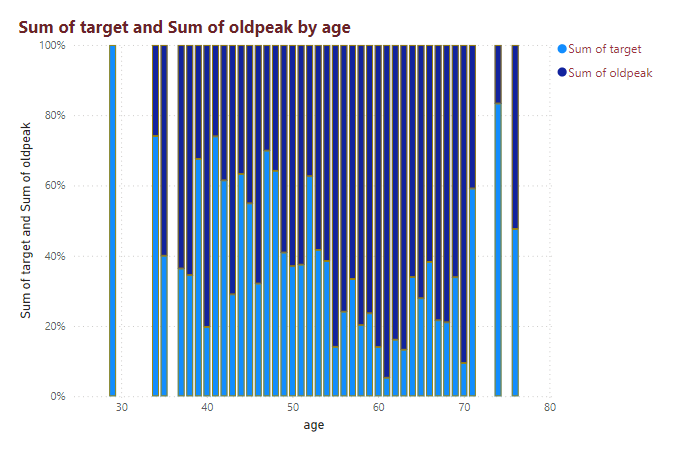 Sum of target and Sum of oldpeak by age
100%
80%
60%
40%
20%
0%
Sum of target and Sum of oldpeak
30 40 50 60 70 80
age
Sum of target
Sum of oldpeak